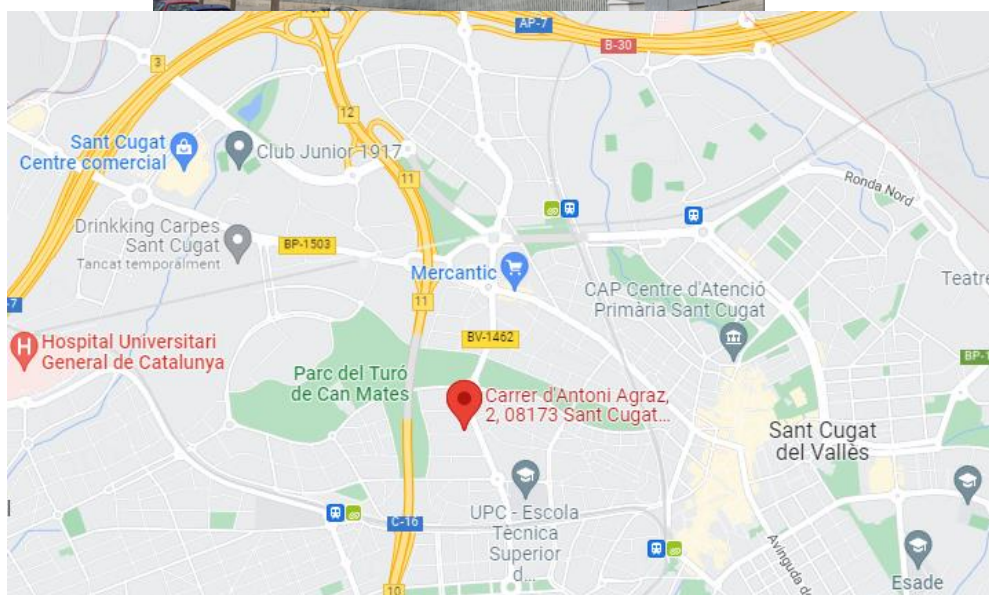 AP-7
B-30
3
12
Sant Cugat
Centre comercial
Club Junior 1917
11
Ronda Nord
Drinkking Carpes
Sant Cugat
Tancat temporalment
BP-1503
Mercantic
CAP Centre d'Atenció
Primària Sant Cugat
Teatre
11
BV-1462
H Hospital Universitari
General de Catalunya
Parc del Turó
de Can Mates
Carrer d'Antoni Agraz,
2, 08173 Sant Cugat...
Sant Cugat
del Vallès
UPC - Escola
Tècnica
Superior
d...
C-16
Avinguda de
Esade
10